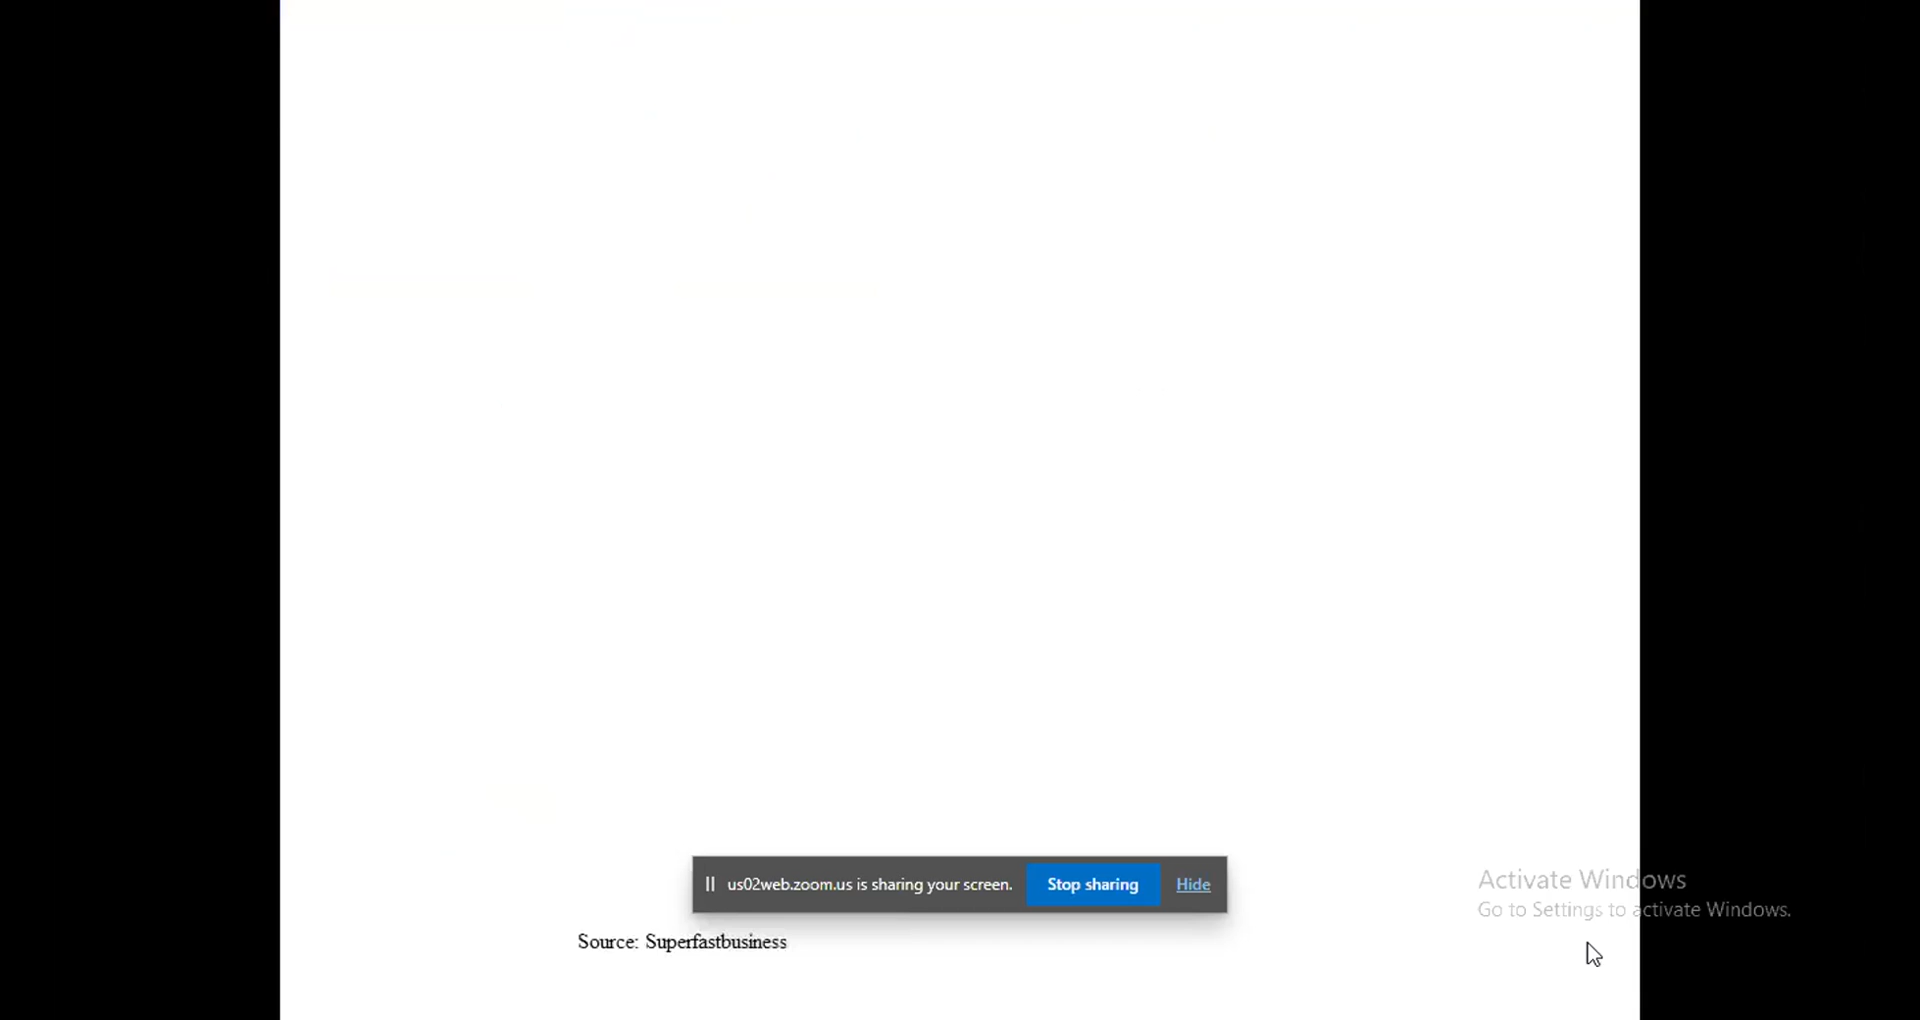 us02web.zoom.us is sharing your screen. Stop sharing Hide
Activate Windows
Go to Settings to activate Windows.
Source: Superfastbusiness